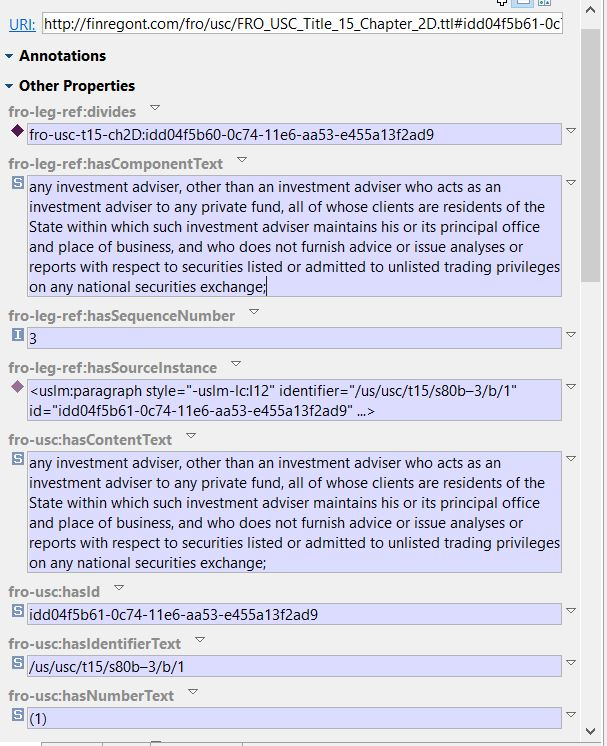 URI: http://finregont.com/fro/usc/FRO_USC_Title_15_Chapter_2D.ttl#idd04f5b61-0c7
Annotations
Other Properties
fro-leg-ref:divides
fro-usc-t15-ch2D:idd04f5b60-0c74-11e6-aa53-e455a13f2ad9
fro-leg-ref:hasComponentText
S
any investment adviser, other than an investment adviser who acts as an
investment adviser to any private fund, all of whose clients are residents of the
State within which such investment adviser maintains his or its principal office
and place of business, and who does not furnish advice or issue analyses or
reports with respect to securities listed or admitted to unlisted trading privileges
on any national securities exchange;
fro-leg-ref:hasSequenceNumber
I 3
fro-leg-ref:hasSourceInstance
<uslm:paragraph style="-uslm-lc:I12" identifier="/us/usc/t15/s80b–3/b/1"
id="idd04f5b61-0c74-11e6-aa53-e455a13f2ad9" ...>
fro-usc:hasContentText
S
any investment adviser, other than an investment adviser who acts as an
investment adviser to any private fund, all of whose clients are residents of the
State within which such investment adviser maintains his or its principal office
and place of business, and who does not furnish advice or issue analyses or
reports with respect to securities listed or admitted to unlisted trading privileges
on any national securities exchange;
fro-usc:hasId
S idd04f5b61-0c74-11e6-aa53-e455a13f2ad9
fro-usc:hasIdentifierText
S /us/usc/t15/s80b–3/b/1
fro-usc:hasNumberText
S (1)